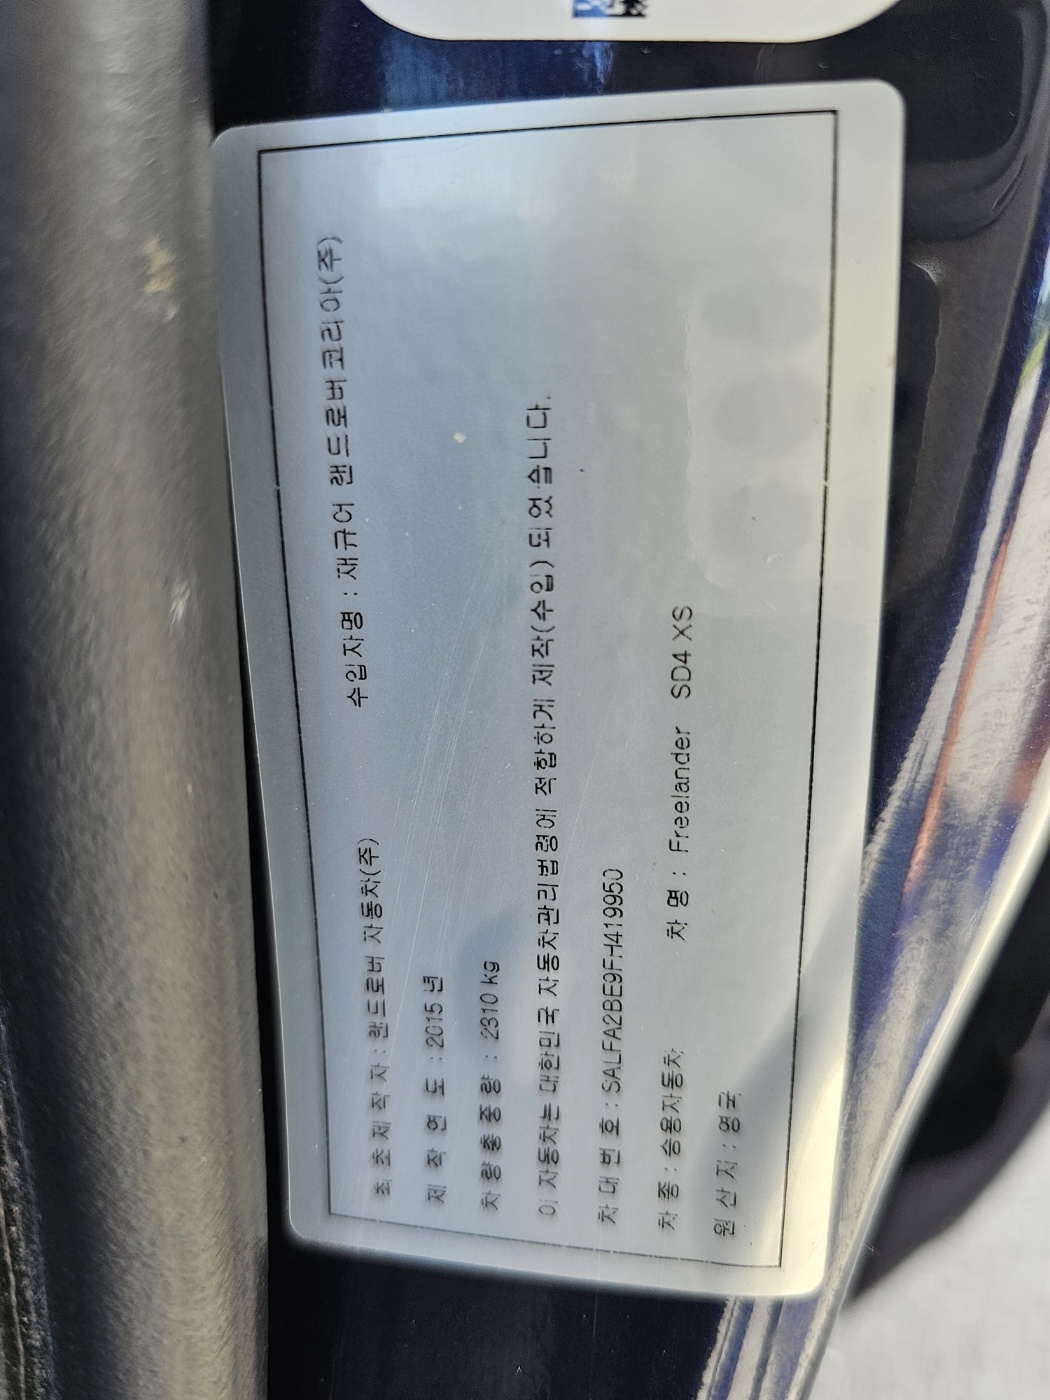 최 초 제 작 자 : 랜드로버 자동차(주) 수입자명 : 재규어 랜드로버코리아(주)
제 작 연 도 : 2015 년
차 량 총 중 량 : 2310 kg
이 자동차는 대한민국 자동차관리법령에 적합하게 제작(수입) 되었습니다.
차 대 번 호 : SALFA2BE9FH419950
차 종 : 승용자동차 차 명 : Freelander SD4 XS
원 산 지 : 영국